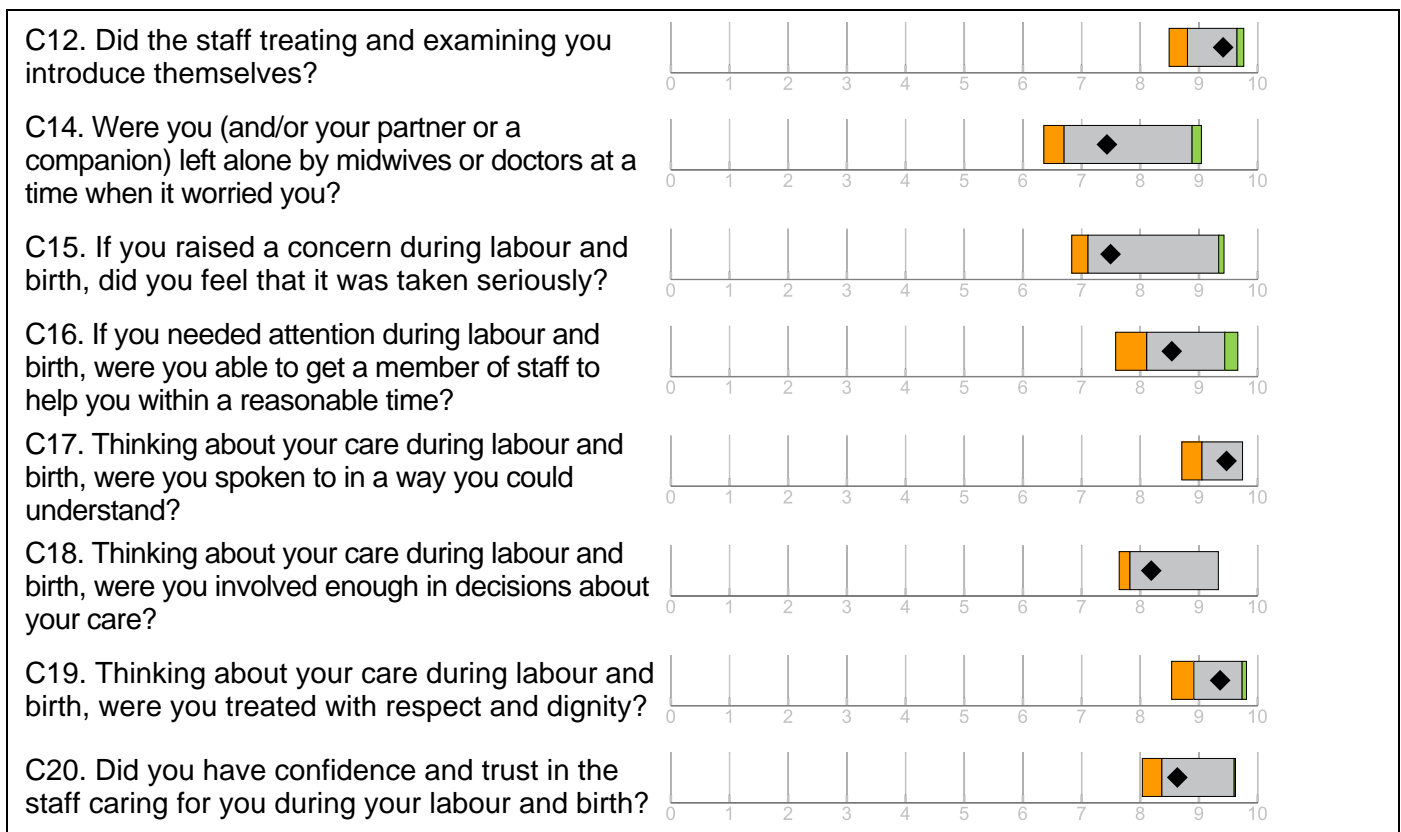 C12. Did the staff treating and examining you
introduce themselves?
0 1 2 3 4 5 6 7 8 9 10
C14. Were you (and/or your partner or a
companion) left alone by midwives or doctors at a
time when it worried you?
0 1 2 3 4 5 6 7 8 9 10
C15. If you raised a concern during labour and
birth, did you feel that it was taken seriously?
0 1 2 3 4 5 6 7 8 9 10
C16. If you needed attention during labour and
birth, were you able to get a member of staff to
help you within a reasonable time?
0 1 2 3 4 5 6 7 8 9 10
C17. Thinking about your care during labour and
birth, were you spoken to in a way you could
understand?
0 1 2 3 4 5 6 7 8 9 10
C18. Thinking about your care during labour and
birth, were you involved enough in decisions about
your care?
0 1 2 3 4 5 6 7 8 9 10
C19. Thinking about your care during labour and
birth, were you treated with respect and dignity?
0 1 2 3 4 5 6 7 8 9 10
C20. Did you have confidence and trust in the
staff caring for you during your labour and birth?
0 1 2 3 4 5 6 7 8 9 10